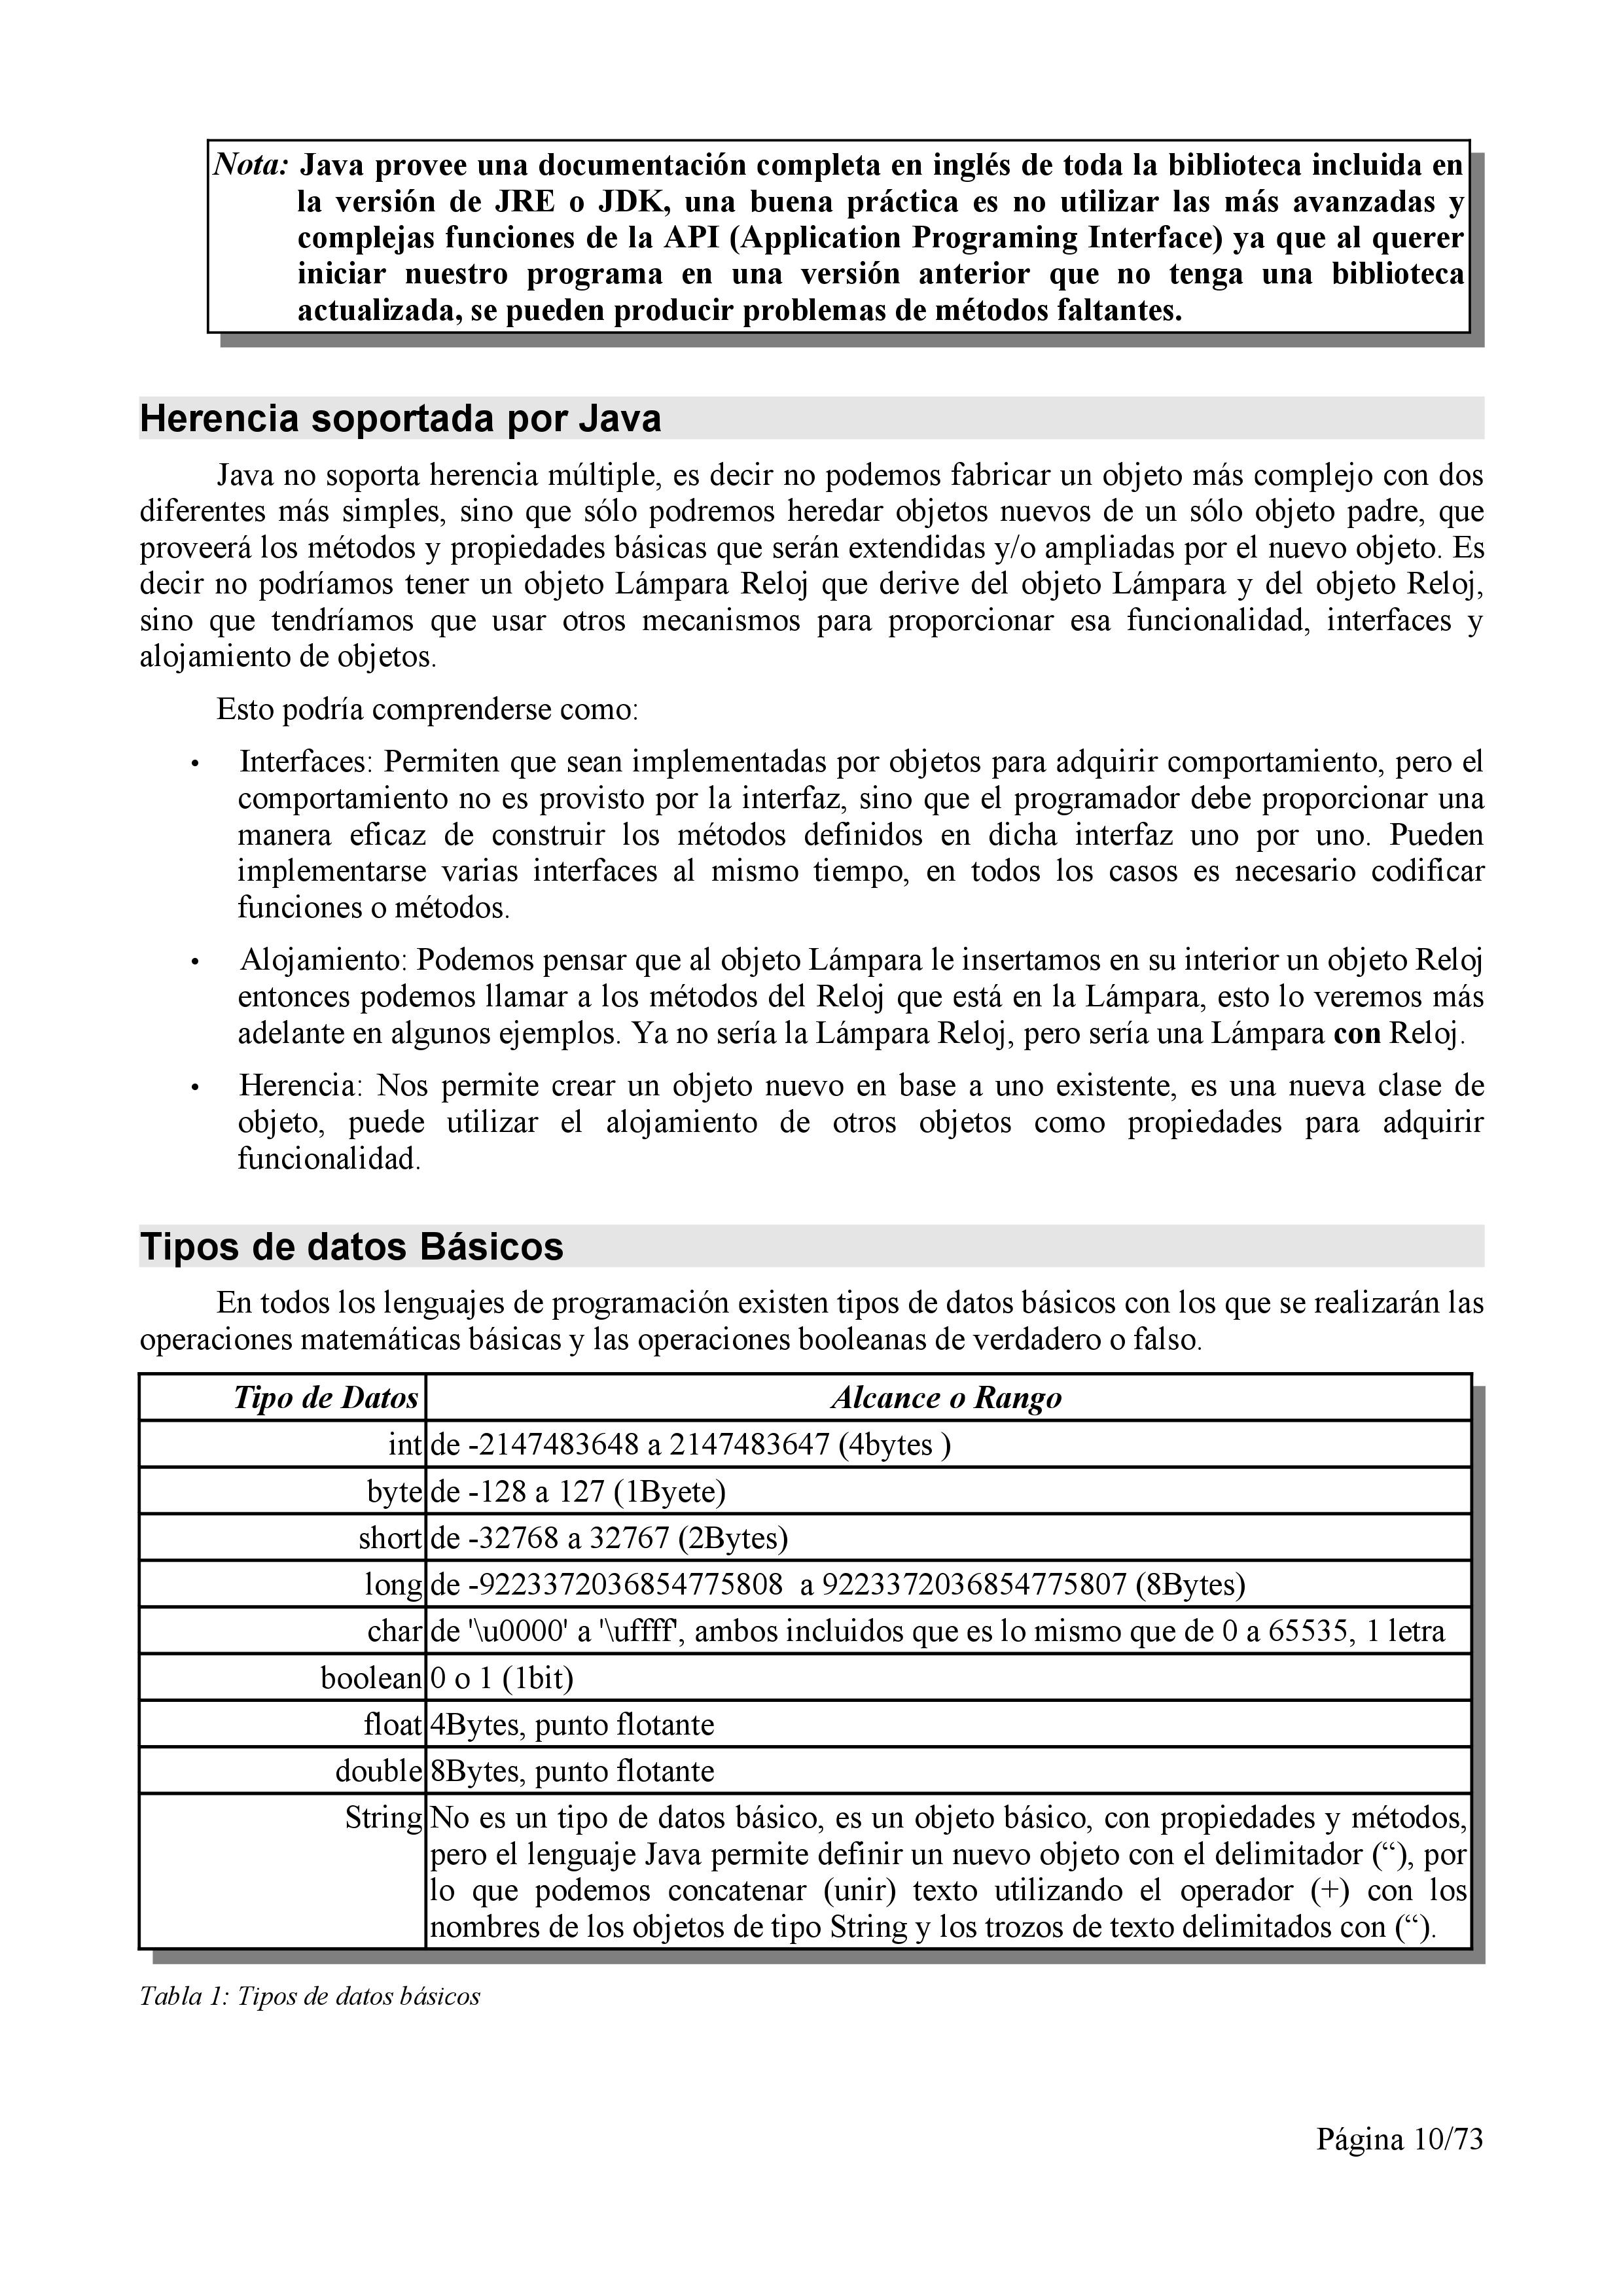 Nota: Java provee una documentación completa en inglés de toda la biblioteca incluida en
la versión de JRE o JDK, una buena práctica es no utilizar las más avanzadas y
complejas funciones de la API (Application Programing Interface) ya que al querer
iniciar nuestro programa en una versión anterior que no tenga una biblioteca
actualizada, se pueden producir problemas de métodos faltantes.
Herencia soportada por Java
Java no soporta herencia múltiple, es decir no podemos fabricar un objeto más complejo con dos
diferentes más simples, sino que sólo podremos heredar objetos nuevos de un sólo objeto padre, que
proveerá los métodos y propiedades básicas que serán extendidas y/o ampliadas por el nuevo objeto. Es
decir no podríamos tener un objeto Lámpara Reloj que derive del objeto Lámpara y del objeto Reloj,
sino que tendríamos que usar otros mecanismos para proporcionar esa funcionalidad, interfaces y
alojamiento de objetos.
Esto podría comprenderse como:
• Interfaces: Permiten que sean implementadas por objetos para adquirir comportamiento, pero el
comportamiento no es provisto por la interfaz, sino que el programador debe proporcionar una
manera eficaz de construir los métodos definidos en dicha interfaz uno por uno. Pueden
implementarse varias interfaces al mismo tiempo, en todos los casos es necesario codificar
funciones o métodos.
• Alojamiento: Podemos pensar que al objeto Lámpara le insertamos en su interior un objeto Reloj
entonces podemos llamar a los métodos del Reloj que está en la Lámpara, esto lo veremos más
adelante en algunos ejemplos. Ya no sería la Lámpara Reloj, pero sería una Lámpara con Reloj.
• Herencia: Nos permite crear un objeto nuevo en base a uno existente, es una nueva clase de
objeto, puede utilizar el alojamiento de otros objetos como propiedades para adquirir
funcionalidad.
Tipos de datos Básicos
En todos los lenguajes de programación existen tipos de datos básicos con los que se realizarán las
operaciones matemáticas básicas y las operaciones booleanas de verdadero o falso.
Tipo de Datos Alcance o Rango
int de -2147483648 a 2147483647 (4bytes )
byte de -128 a 127 (1Byete)
short de -32768 a 32767 (2Bytes)
long de -9223372036854775808  a 9223372036854775807 (8Bytes)
char de '\u0000' a '\uffff', ambos incluidos que es lo mismo que de 0 a 65535, 1 letra
boolean 0 o 1 (1bit)
float 4Bytes, punto flotante
double 8Bytes, punto flotante
String No es un tipo de datos básico, es un objeto básico, con propiedades y métodos,
pero el lenguaje Java permite definir un nuevo objeto con el delimitador (“), por
lo que podemos concatenar (unir) texto utilizando el operador (+) con los
nombres de los objetos de tipo String y los trozos de texto delimitados con (“).
Tabla 1: Tipos de datos básicos
Página 10/73